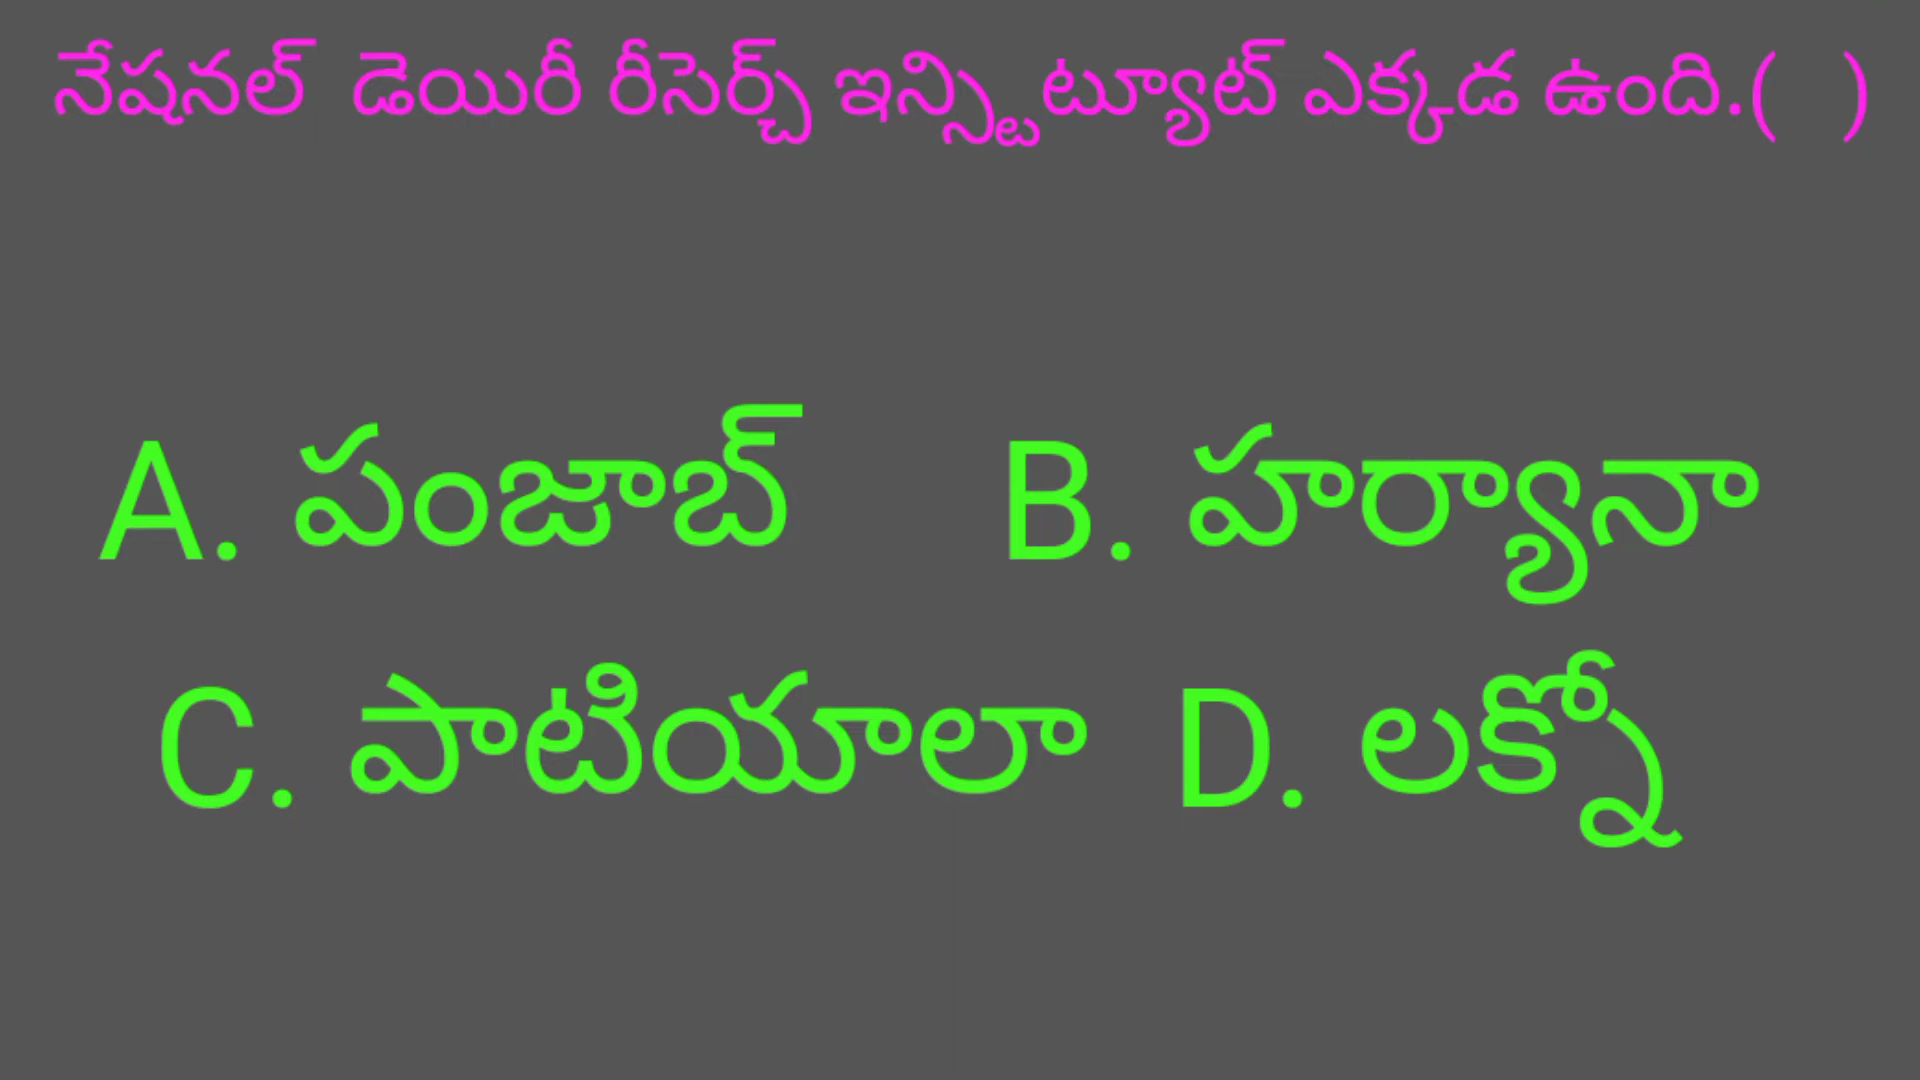 నేషనల్ డెయిరీ రీసెర్చ్ ఇన్స్టిట్యూట్ ఎక్కడ ఉంది.( )
A. పంజాబ్ B. హర్యానా
C. పాటియాలా D. లక్నో